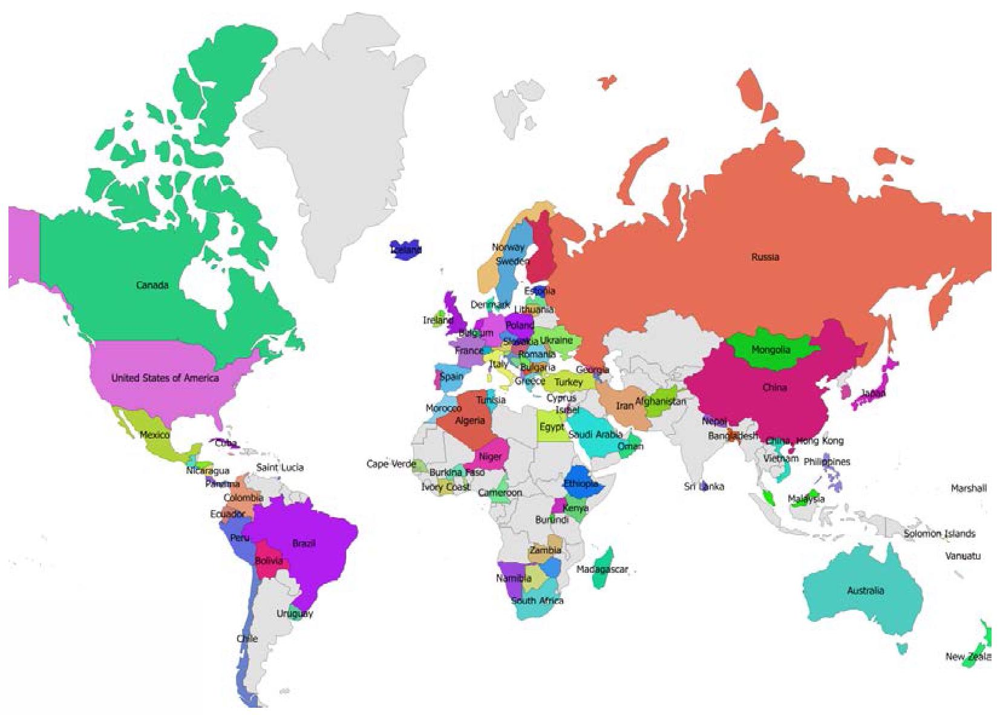 Iceland
Norway
Russia
Sweden
Canada
Estonia
Denmark
Lithuania
Ireland
Poland
Belgium
Slovakia
Ukraine
France
Mongolia
Romania
Italy
Bulgaria
Georgia
Spain
United States of America
Greece
Turkey
China
Japan
Cyprus
Tunisia
Iran
Afghanistan
Morocco
Israel
Algeria
Nepal
Egypt
Saudi Arabia
Mexico
Bangladesh
Cuba
China, Hong Kong
Oman
Niger
Vietnam
Philippines
Cape Verde
Saint Lucia
Nicaragua
Burkina Faso
Panama
Ethiopia
Ivory Coast
Sri Lanka
Marshall
Cameroon
Colombia
Malaysia
Kenya
Ecuador
Burundi
Solomon Islands
Peru
Brazil
Zambia
Vanuatu
Bolivia
Madagascar
Namibia
Australia
South Africa
Uruguay
Chile
New Zeala